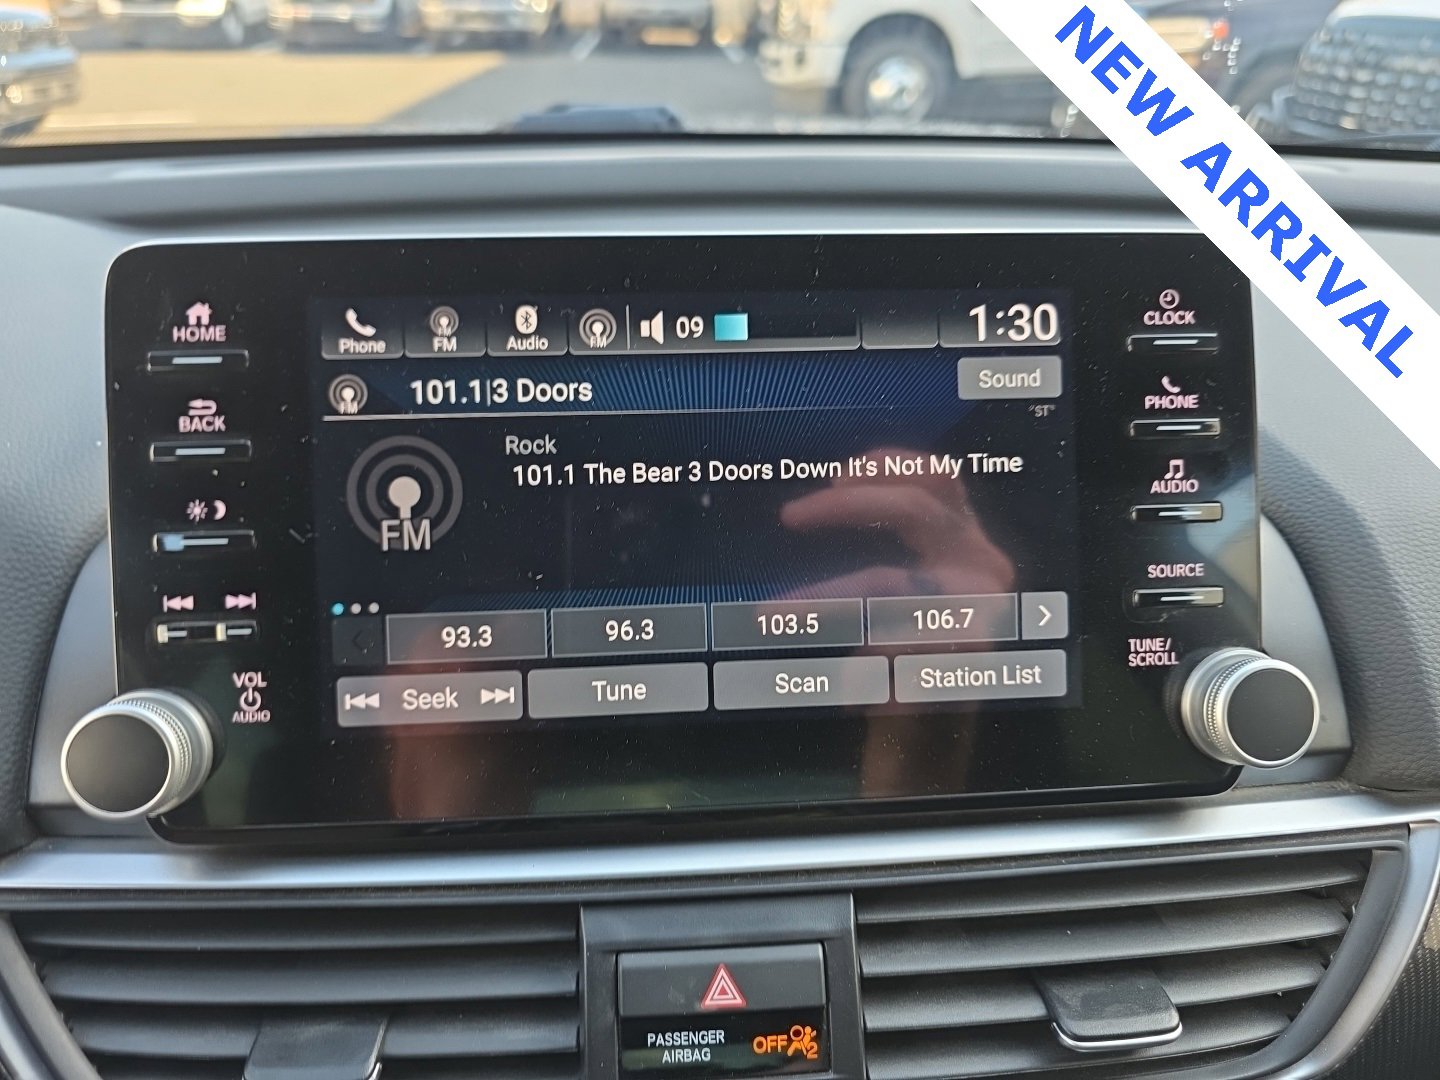 NEW ARRIVAL
HOME
BACK
VOL
AUDIO
Phone
FM
Audio
FM
09
1:30
FM
101.1|3 Doors
Sound
"ST"
Rock
101.1 The Bear 3 Doors Down It's Not My Time
FM
93.3
96.3
103.5
106.7
Seek
Tune
Scan
Station List
CLOCK
PHONE
AUDIO
SOURCE
TUNE/
SCROLL
PASSENGER
AIRBAG
OFF
2